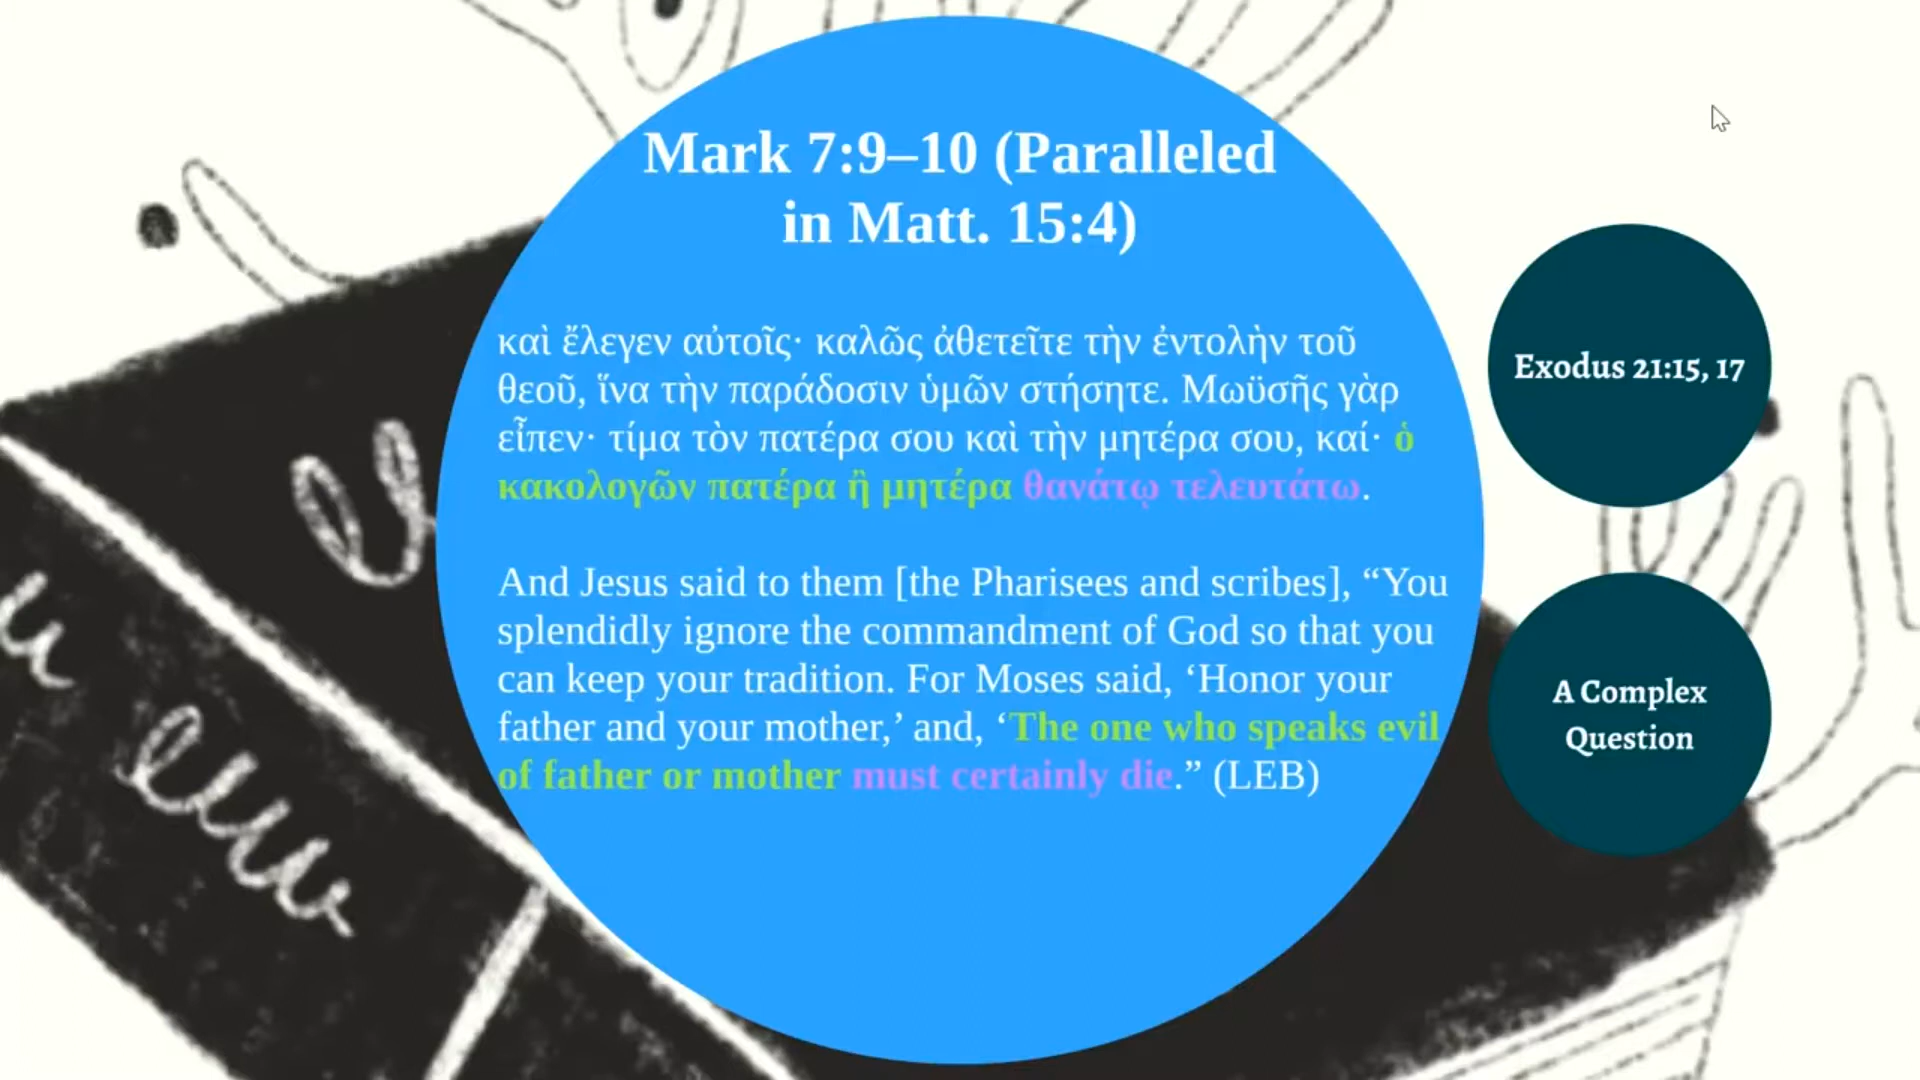 Mark 7:9–10 (Paralleled
in Matt. 15:4)
καὶ ἔλεγεν αὐτοῖς· καλῶς ἀθετεῖτε τὴν ἐντολὴν τοῦ
θεοῦ, ἵνα τὴν παράδοσιν ὑμῶν στήσητε. Μωϋσῆς γὰρ
εἶπεν· τίμα τὸν πατέρα σου καὶ τὴν μητέρα σου, καί· ὁ
κακολογῶν πατέρα ἢ μητέρα θανάτῳ τελευτάτω.
And Jesus said to them [the Pharisees and scribes], “You
splendidly ignore the commandment of God so that you
can keep your tradition. For Moses said, ‘Honor your
father and your mother,’ and, ‘The one who speaks evil
of father or mother must certainly die.” (LEB)
Exodus 21:15, 17
A Complex
Question